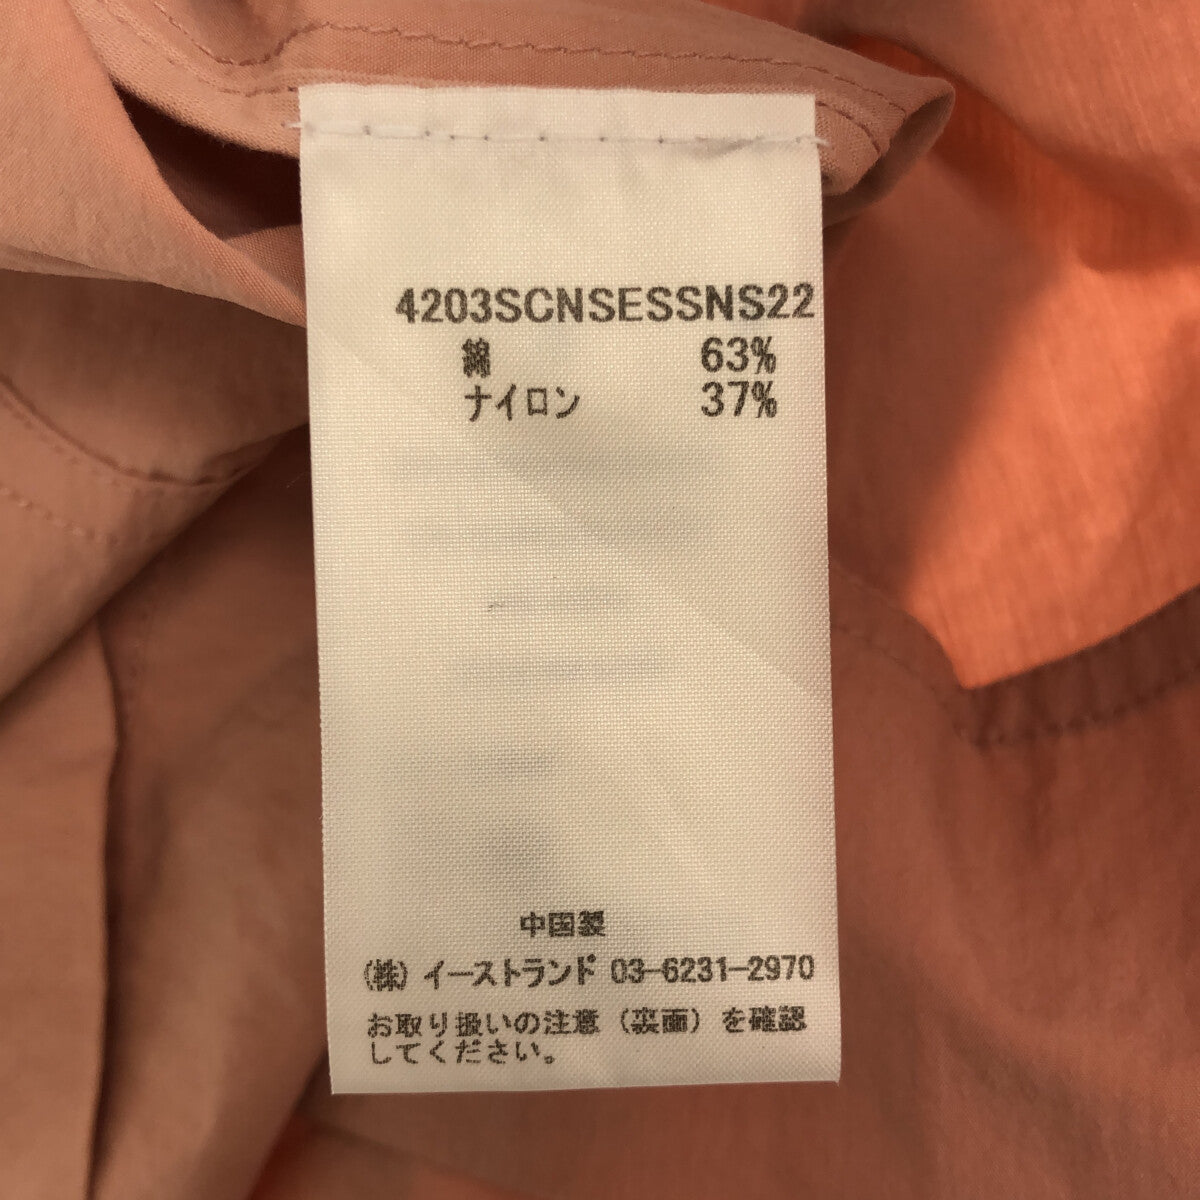 4203SCNSESSNS22
綿 63%
ナイロン 37%
中国製
(株) イーストランド 03-6231-2970
お取り扱いの注意 (裏面) を確認
してください。